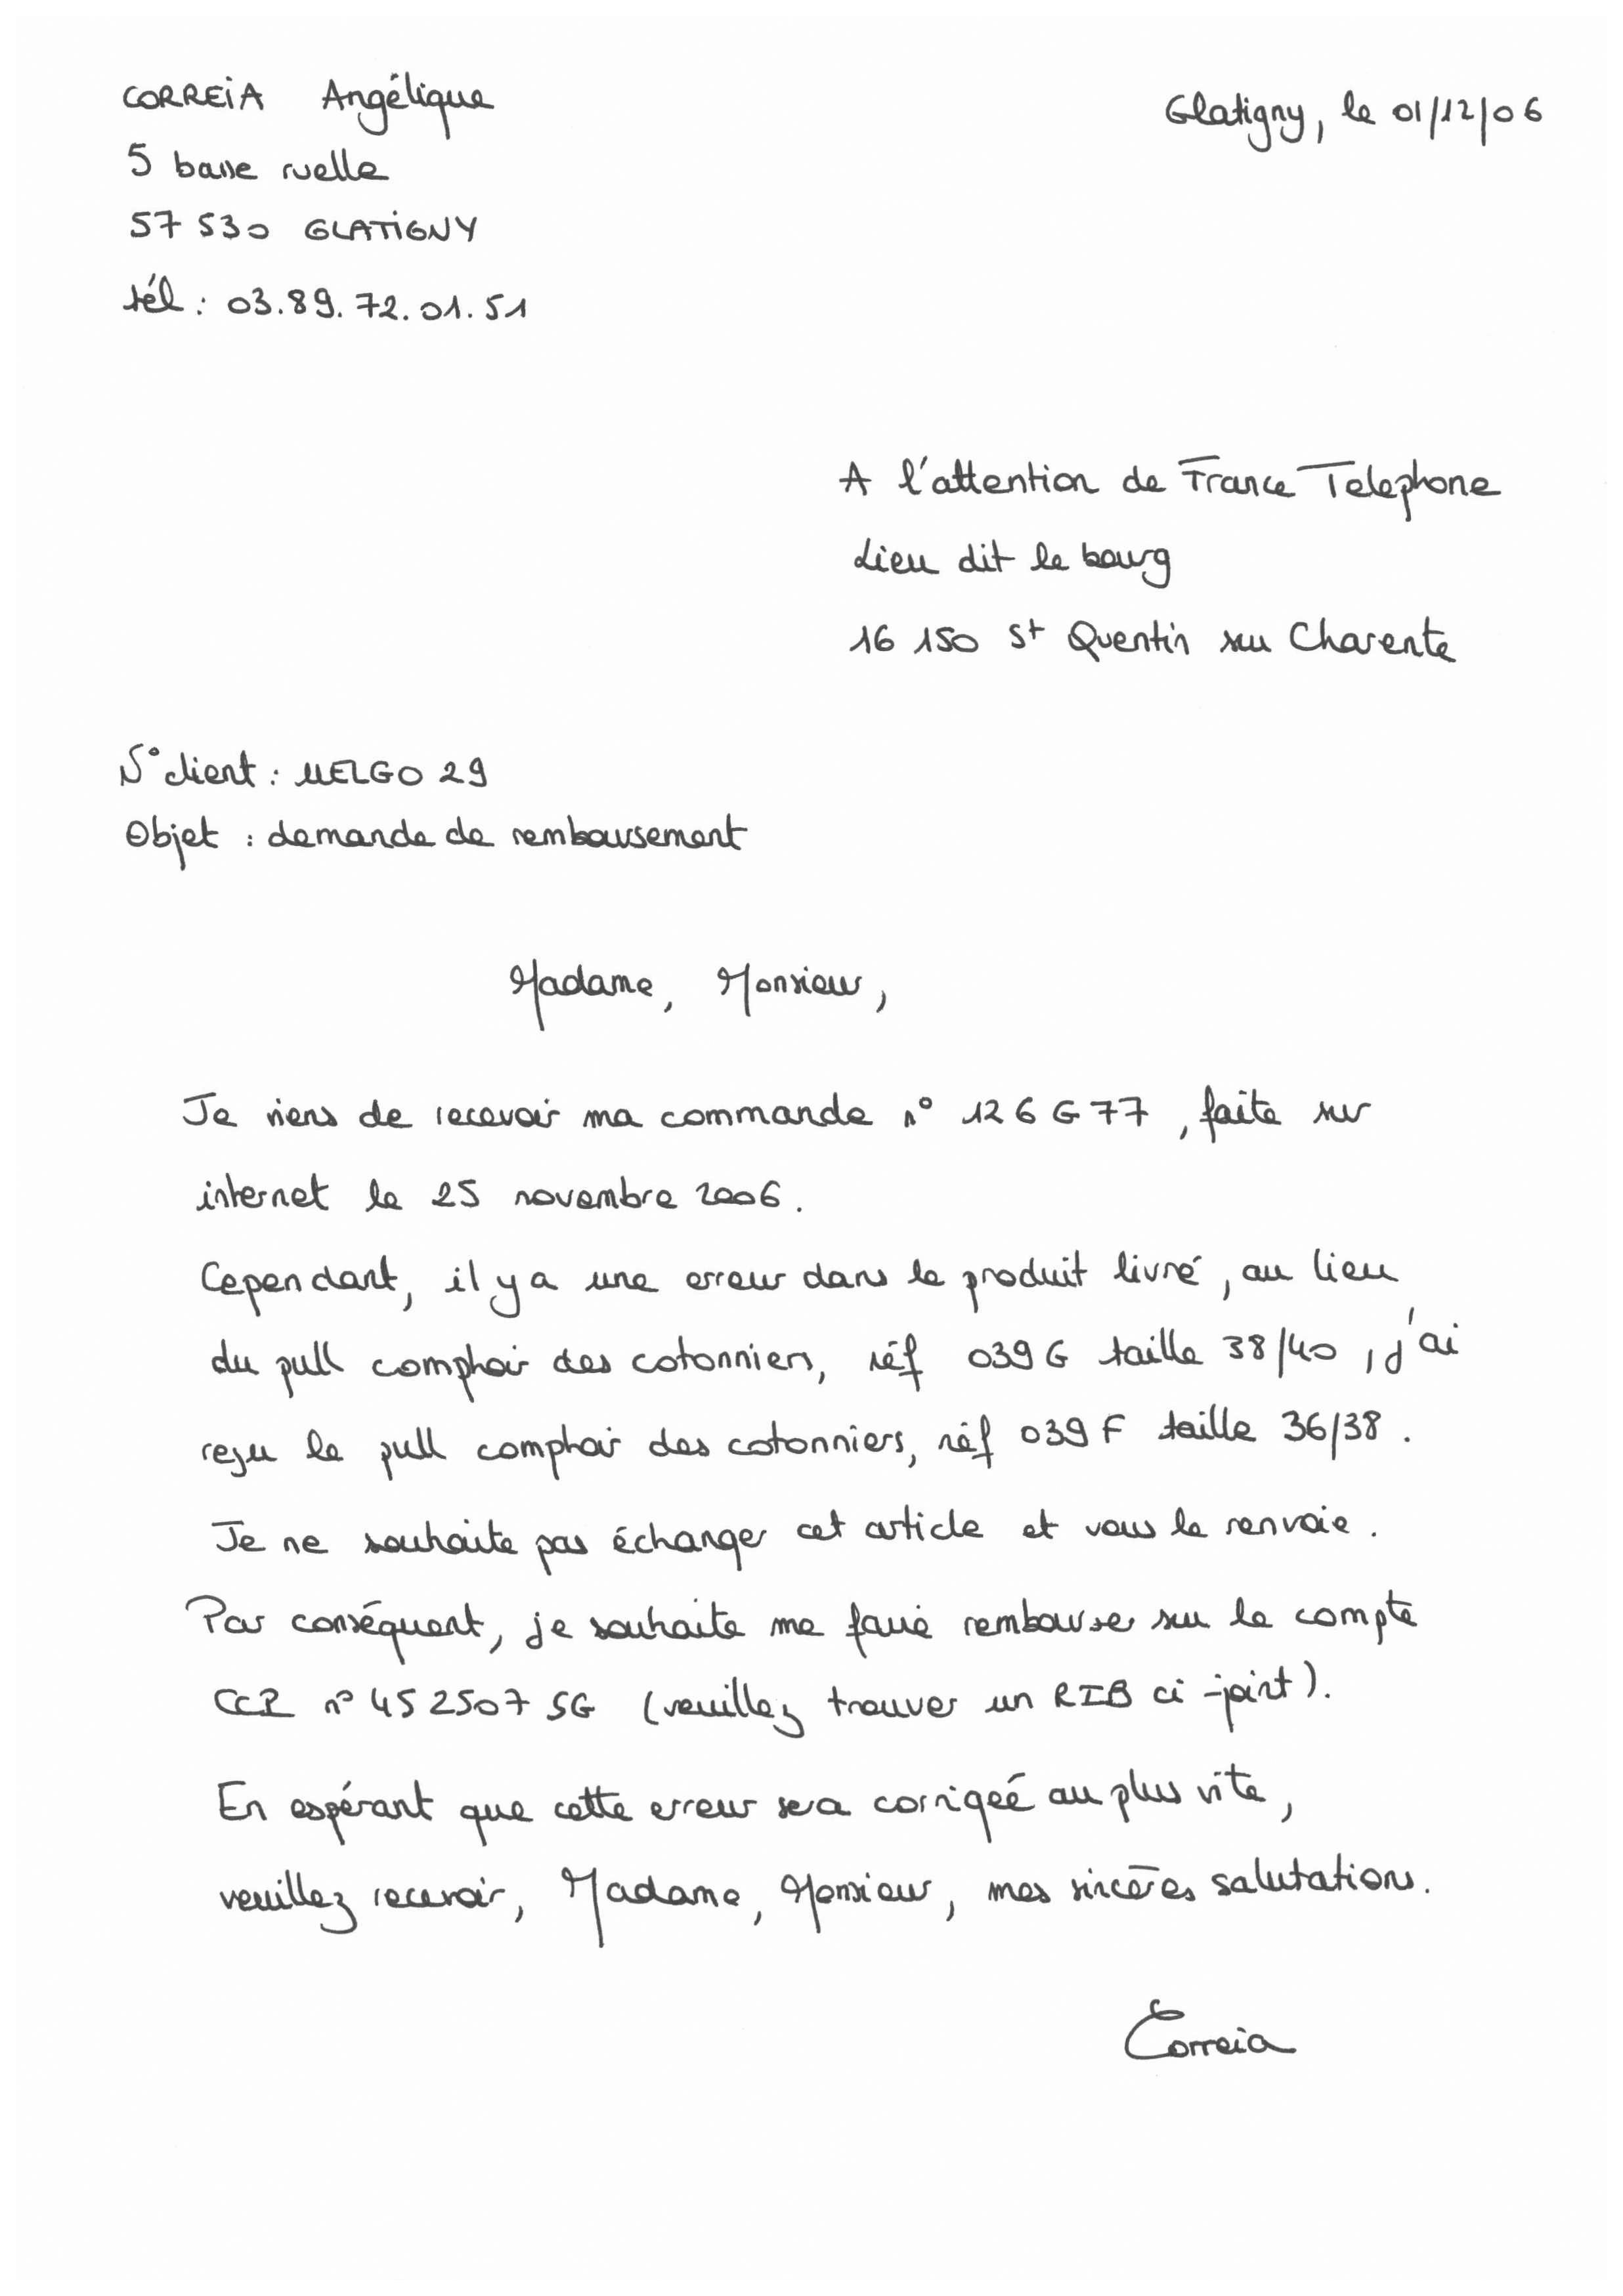 CORREIA Angélique
Glatigny, le 01/12/06
5 basse ruelle
57 530 GLATIGNY
tél : 03.89.72.01.51
A l'attention de France Telephone
Lieu dit le bourg
16 150 St Quentin sur Charente
N° client : MELGO 29
Objet : demande de remboursement
Madame, Monsieur,
Je viens de recevoir ma commande n° 126 G 77, faite sur
internet le 25 novembre 2006.
Cependant, il y a une erreur dans le produit livré, au lieu
du pull comptoir des cotonniers, réf 039 G taille 38/40, j'ai
reçu le pull comptoir des cotonniers, réf 039 F taille 36/38.
Je ne souhaite pas échanger cet article et vous le renvoie.
Par conséquent, je souhaite me faire rembourser sur le compte
CCP n° 45 2507 SG (veuillez trouver un RIB ci-joint).
En espérant que cette erreur sera corrigeé au plus vite,
veuillez recevoir, Madame, Monsieur, mes sincères salutations.
Correia